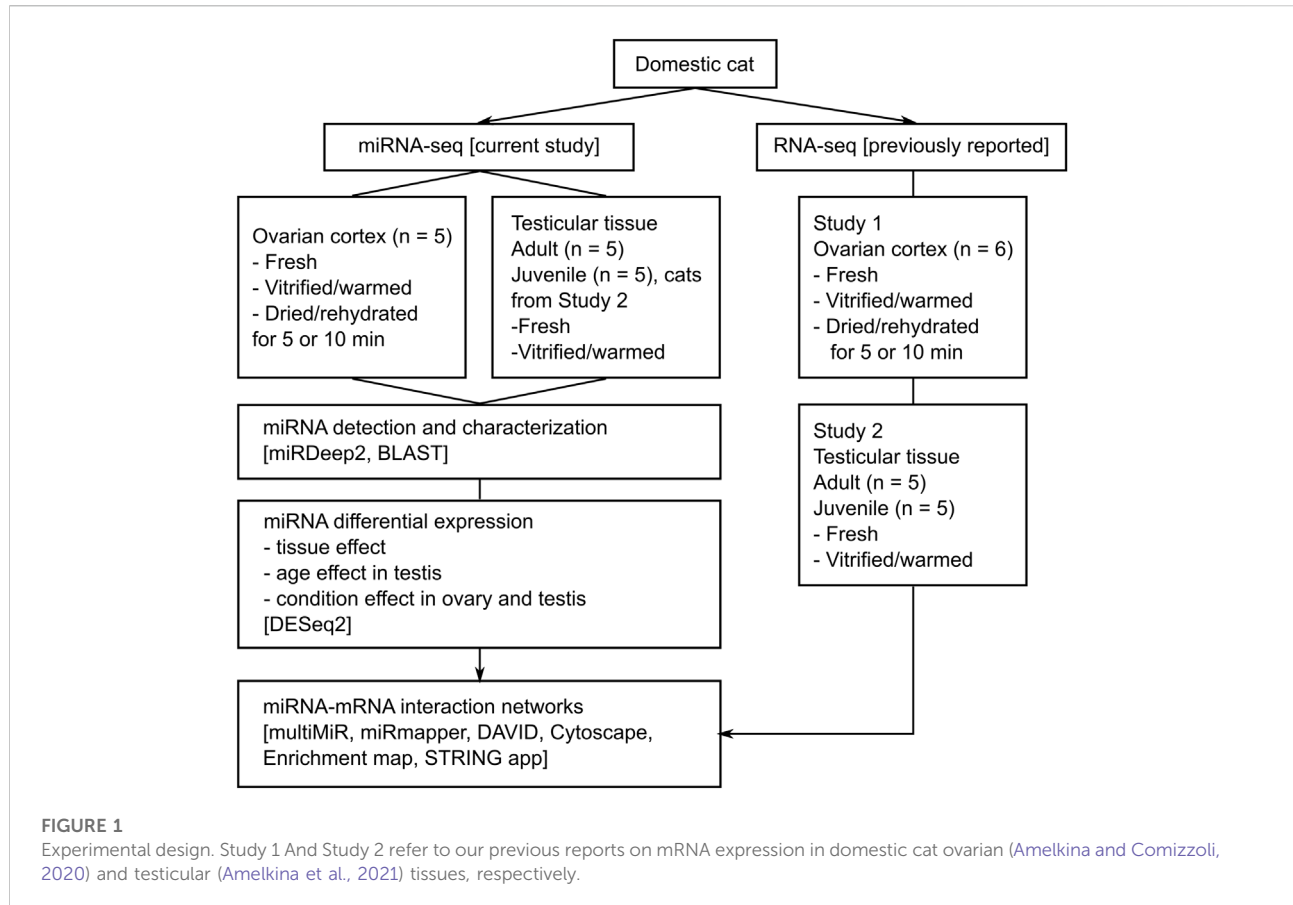 Domestic cat
miRNA-seq [current study]
RNA-seq [previously reported]
Ovarian cortex (n = 5)
- Fresh
- Vitrified/warmed
- Dried/rehydrated
for 5 or 10 min
Testicular tissue
Adult (n = 5)
Juvenile (n = 5), cats
from Study 2
-Fresh
-Vitrified/warmed
Study 1
Ovarian cortex (n = 6)
- Fresh
- Vitrified/warmed
- Dried/rehydrated
for 5 or 10 min
miRNA detection and characterization
[miRDeep2, BLAST]
Study 2
Testicular tissue
Adult (n = 5)
Juvenile (n = 5)
- Fresh
- Vitrified/warmed
miRNA differential expression
- tissue effect
- age effect in testis
- condition effect in ovary and testis
[DESeq2]
miRNA-mRNA interaction networks
[multiMiR, miRmapper, DAVID, Cytoscape,
Enrichment map, STRING app]
FIGURE 1
Experimental design. Study 1 And Study 2 refer to our previous reports on mRNA expression in domestic cat ovarian (Amelkina and Comizzoli,
2020) and testicular (Amelkina et al., 2021) tissues, respectively.